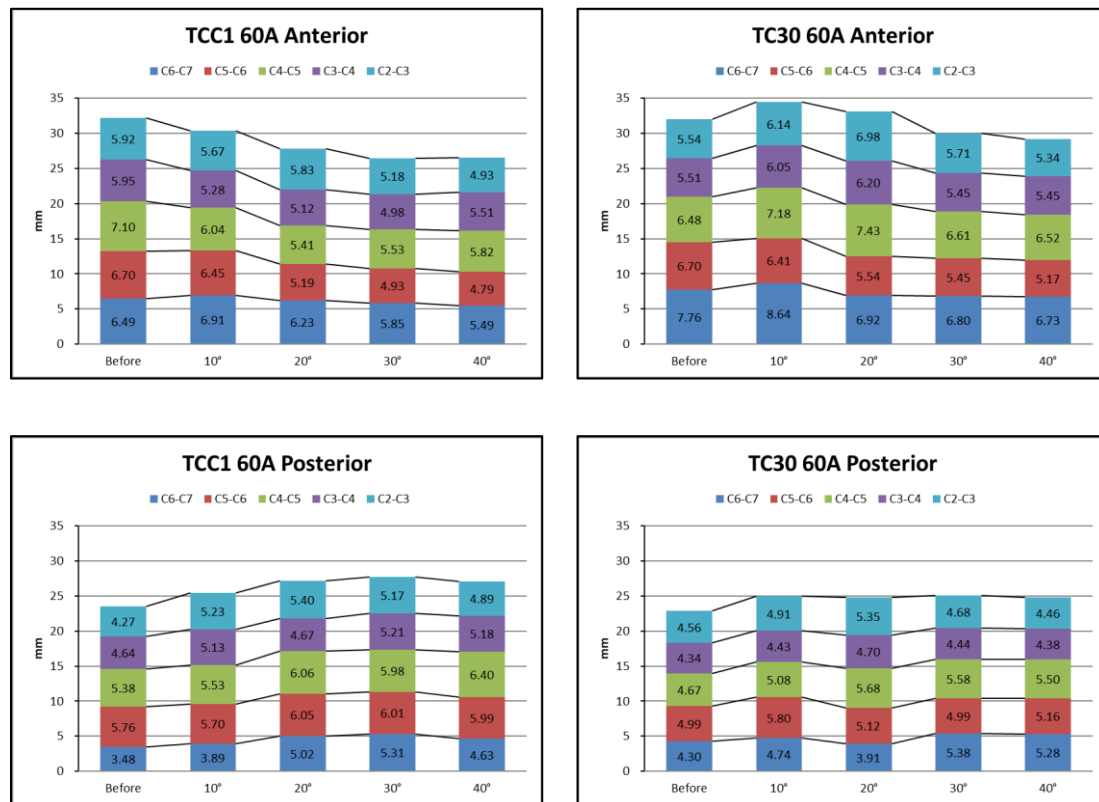 TCC1 60A Anterior
C6-C7 C5-C6 C4-C5 C3-C4 C2-C3
35
30
25
20
15
10
5
0
mm
5.92 5.67 5.83 5.18 4.93
5.95 5.28 5.12 4.98 5.51
7.10 6.04 5.41 5.53 5.82
6.70 6.45 5.19 4.93 4.79
6.49 6.91 6.23 5.85 5.49
Before 10° 20° 30° 40°
TC30 60A Anterior
C6-C7 C5-C6 C4-C5 C3-C4 C2-C3
35
30
25
20
15
10
5
0
mm
5.54 6.14 6.98 5.71 5.34
5.51 6.05 6.20 5.45 5.45
6.48 7.18 7.43 6.61 6.52
6.70 6.41 5.54 5.45 5.17
7.76 8.64 6.92 6.80 6.73
Before 10° 20° 30° 40°
TCC1 60A Posterior
C6-C7 C5-C6 C4-C5 C3-C4 C2-C3
35
30
25
20
15
10
5
0
mm
4.27 5.23 5.40 5.17 4.89
4.64 5.13 4.67 5.21 5.18
5.38 5.53 6.06 5.98 6.40
5.76 5.70 6.05 6.01 5.99
3.48 3.89 5.02 5.31 4.63
Before 10° 20° 30° 40°
TC30 60A Posterior
C6-C7 C5-C6 C4-C5 C3-C4 C2-C3
35
30
25
20
15
10
5
0
mm
4.56 4.91 5.35 4.68 4.46
4.34 4.43 4.70 4.44 4.38
4.67 5.08 5.68 5.58 5.50
4.99 5.80 5.12 4.99 5.16
4.30 4.74 3.91 5.38 5.28
Before 10° 20° 30° 40°